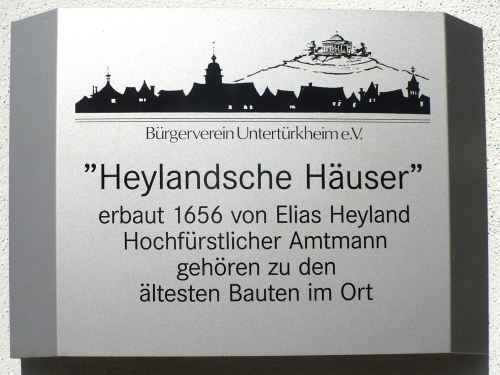 Bürgerverein Untertürkheim e.V.
"Heylandsche Häuser"
erbaut 1656 von Elias Heyland
Hochfürstlicher Amtmann
gehören zu den
ältesten Bauten im Ort